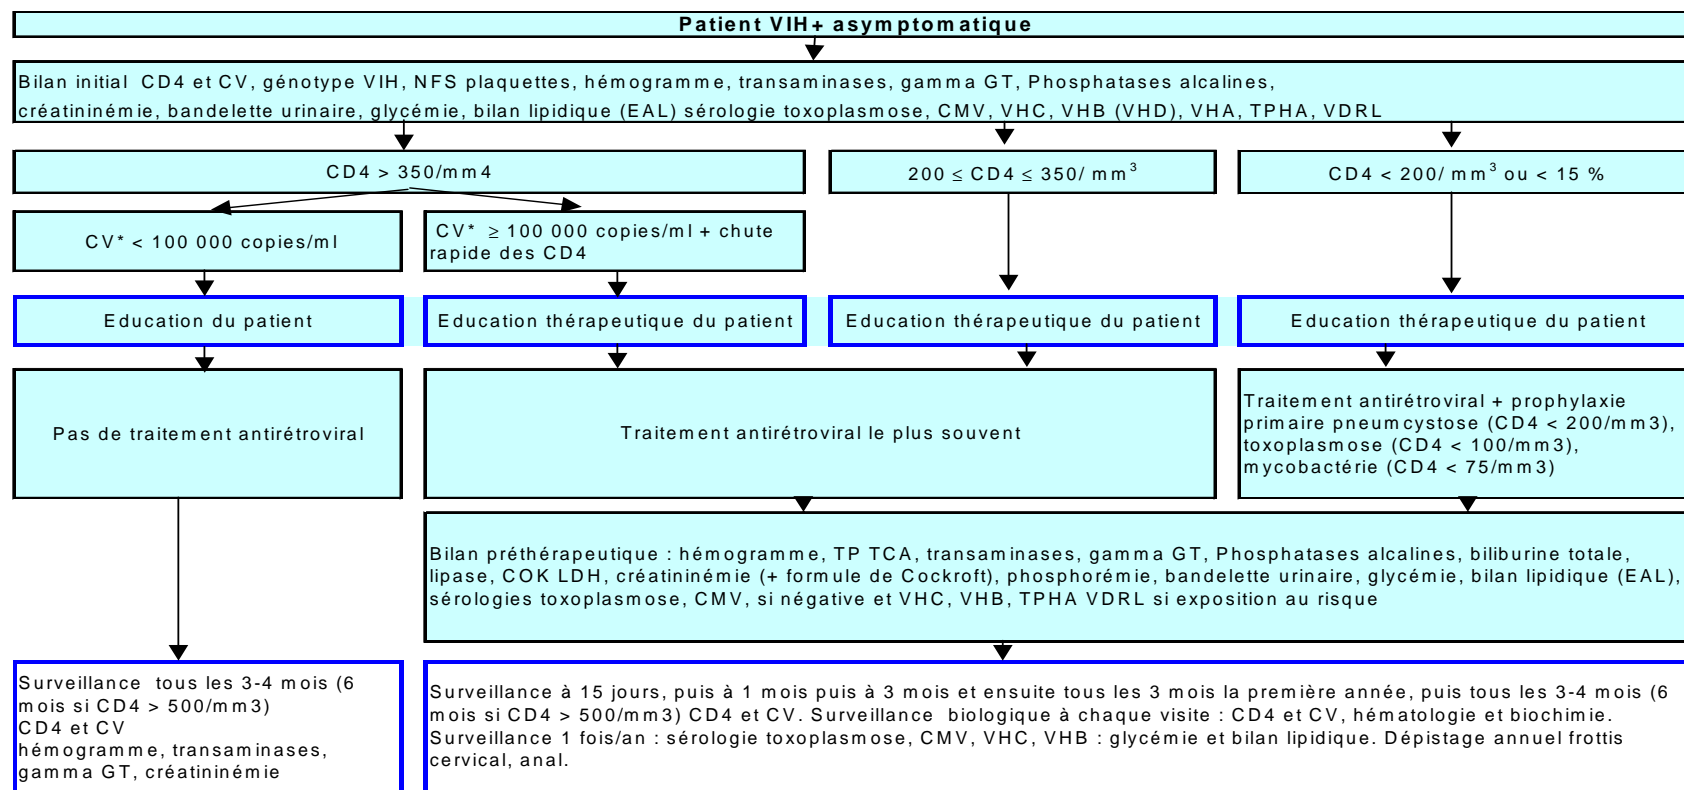 Patient VIH+ asymptomatique
Bilan initial CD4 et CV, génotype VIH, NFS plaquettes, hémogramme, transaminases, gamma GT, Phosphatases alcalines,
créatininémie, bandelette urinaire, glycémie, bilan lipidique (EAL) sérologie toxoplasmose, CMV, VHC, VHB (VHD), VHA, TPHA, VDRL
CD4 > 350/mm4
200 ≤ CD4 ≤ 350/ mm³
CD4 < 200/ mm³ ou < 15 %
CV* < 100 000 copies/ml
CV* ≥ 100 000 copies/ml + chute
rapide des CD4
Education du patient
Education thérapeutique du patient
Education thérapeutique du patient
Education thérapeutique du patient
Pas de traitement antirétroviral
Traitement antirétroviral le plus souvent
Traitement antirétroviral + prophylaxie
primaire pneumcystose (CD4 < 200/mm3),
toxoplasmose (CD4 < 100/mm3),
mycobactérie (CD4 < 75/mm3)
Bilan préthérapeutique : hémogramme, TP TCA, transaminases, gamma GT, Phosphatases alcalines, biliburine totale,
lipase, COK LDH, créatininémie (+ formule de Cockroft), phosphorémie, bandelette urinaire, glycémie, bilan lipidique (EAL),
sérologies toxoplasmose, CMV, si négative et VHC, VHB, TPHA VDRL si exposition au risque
Surveillance tous les 3-4 mois (6
mois si CD4 > 500/mm3)
CD4 et CV
hémogramme, transaminases,
gamma GT, créatininémie
Surveillance à 15 jours, puis à 1 mois puis à 3 mois et ensuite tous les 3 mois la première année, puis tous les 3-4 mois (6
mois si CD4 > 500/mm3) CD4 et CV. Surveillance biologique à chaque visite : CD4 et CV, hématologie et biochimie.
Surveillance 1 fois/an : sérologie toxoplasmose, CMV, VHC, VHB : glycémie et bilan lipidique. Dépistage annuel frottis
cervical, anal.